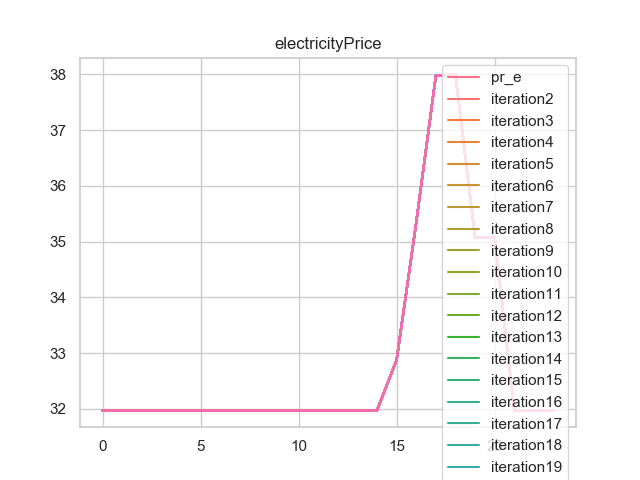 electricityPrice
38
37
36
35
34
33
32
0
5
10
15
pr_e
iteration2
iteration3
iteration4
iteration5
iteration6
iteration7
iteration8
iteration9
iteration10
iteration11
iteration12
iteration13
iteration14
iteration15
iteration16
iteration17
iteration18
iteration19